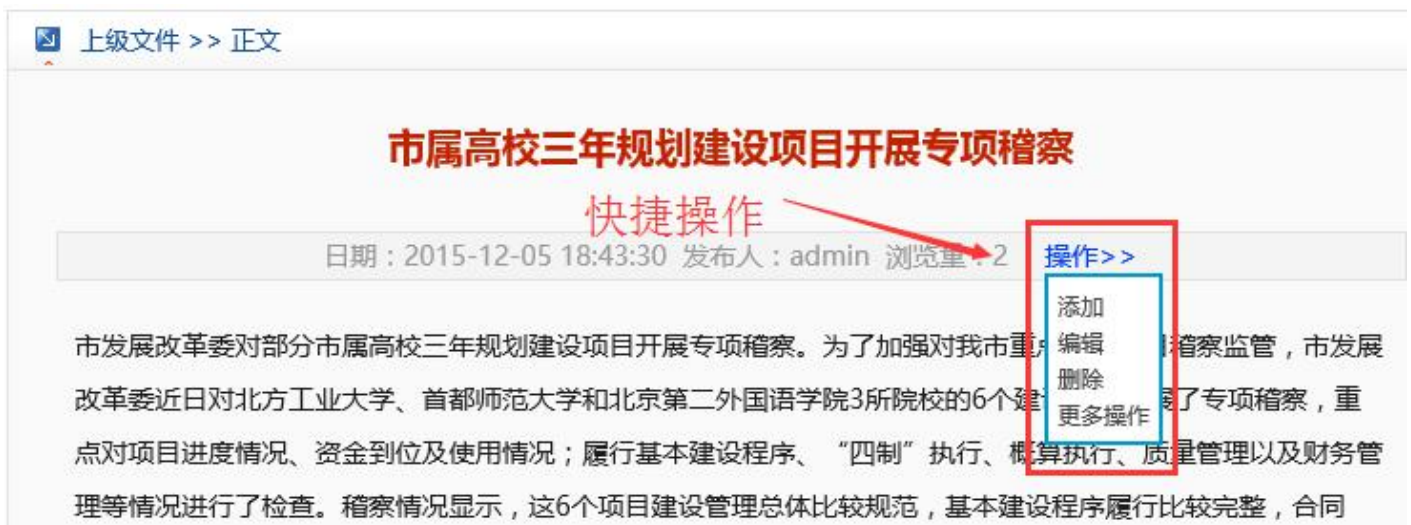 上级文件 >> 正文
市属高校三年规划建设项目开展专项稽察
快捷操作
日期：2015-12-05 18:43:30 发布人：admin 浏览量：2 操作>>
添加
编辑
删除
更多操作
市发展改革委对部分市属高校三年规划建设项目开展专项稽察。为了加强对我市重 稽察监管，市发展
改革委近日对北方工业大学、首都师范大学和北京第二外国语学院3所院校的6个建 了专项稽察，重
点对项目进度情况、资金到位及使用情况；履行基本建设程序、“四制”执行、概算执行、质量管理以及财务管
理等情况进行了检查。稽察情况显示，这6个项目建设管理总体比较规范，基本建设程序履行比较完整，合同